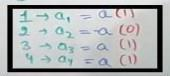 1 → a₁ = a (1)
2 → a₂ = -a (0)
3 → a₃ = a (1)
4 → a₄ = a (1)